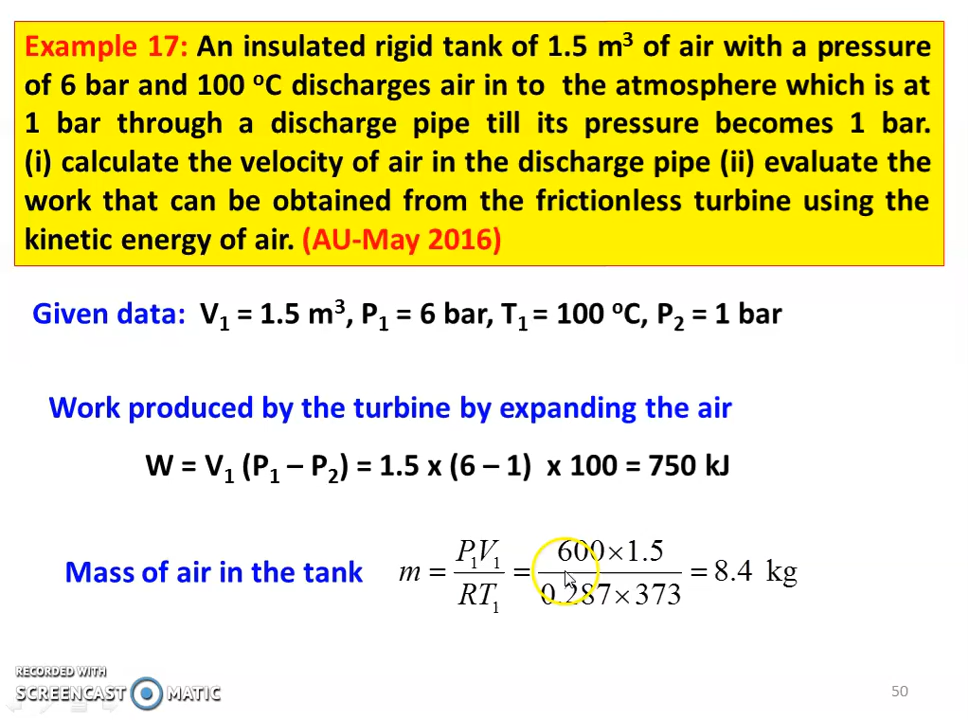 Example 17: An insulated rigid tank of 1.5 m³ of air with a pressure
of 6 bar and 100 ᵒC discharges air in to the atmosphere which is at
1 bar through a discharge pipe till its pressure becomes 1 bar.
(i) calculate the velocity of air in the discharge pipe (ii) evaluate the
work that can be obtained from the frictionless turbine using the
kinetic energy of air. (AU-May 2016)
Given data: V₁ = 1.5 m³, P₁ = 6 bar, T₁ = 100 ᵒC, P₂ = 1 bar
Work produced by the turbine by expanding the air
W = V₁ (P₁ – P₂) = 1.5 x (6 – 1) x 100 = 750 kJ
Mass of air in the tank m = P₁V₁ / RT₁ = 600×1.5 / 0.287×373 = 8.4 kg
RECORDED WITH
SCREENCAST MATIC
50